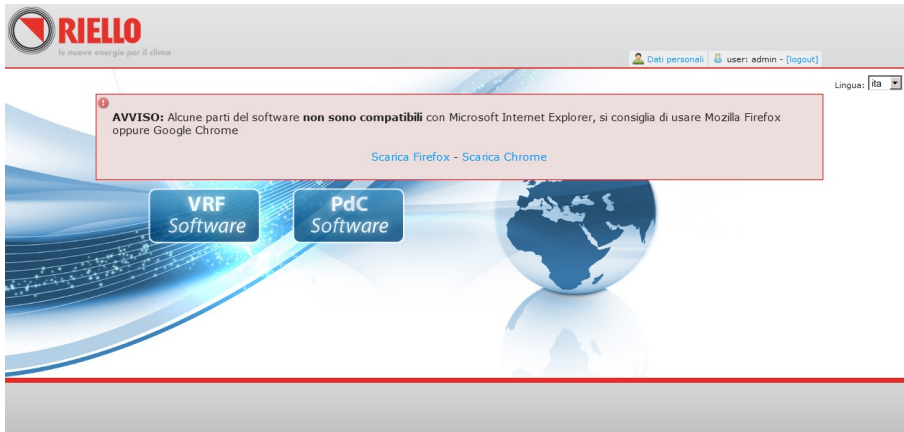 RIELLO
le nuove energie per il clima
Dati personali user: admin - [logout]
Lingua: ita
AVVISO: Alcune parti del software non sono compatibili con Microsoft Internet Explorer, si consiglia di usare Mozilla Firefox
oppure Google Chrome
Scarica Firefox - Scarica Chrome
VRF
Software
PdC
Software